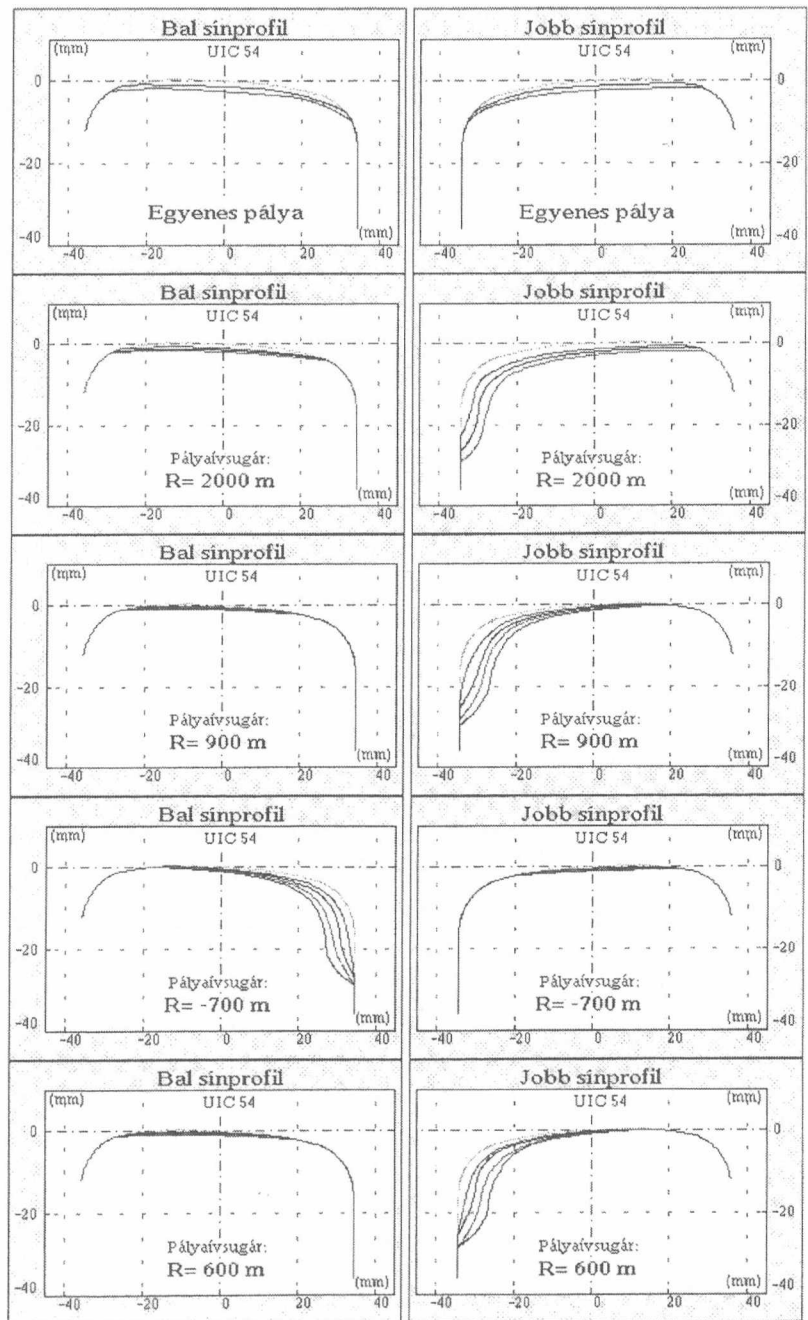 Bal sínprofil
(mm)
UIC 54
0
-20
-40
Egyenes pálya
(mm)
-40 -20 0 20 40
Jobb sínprofil
UIC 54
(mm)
0
-20
-40
Egyenes pálya
(mm)
-40 -20 0 20 40
Bal sínprofil
(mm)
UIC 54
0
-20
-40
Pályaívsugár:
R= 2000 m
(mm)
-40 -20 0 20 40
Jobb sínprofil
UIC 54
(mm)
0
-20
-40
Pályaívsugár:
R= 2000 m
(mm)
-40 -20 0 20 40
Bal sínprofil
(mm)
UIC 54
0
-20
-40
Pályaívsugár:
R= 900 m
(mm)
-40 -20 0 20 40
Jobb sínprofil
UIC 54
(mm)
0
-20
-40
Pályaívsugár:
R= 900 m
(mm)
-40 -20 0 20 40
Bal sínprofil
(mm)
UIC 54
0
-20
-40
Pályaívsugár:
R= -700 m
(mm)
-40 -20 0 20 40
Jobb sínprofil
UIC 54
(mm)
0
-20
-40
Pályaívsugár:
R= -700 m
(mm)
-40 -20 0 20 40
Bal sínprofil
(mm)
UIC 54
0
-20
-40
Pályaívsugár:
R= 600 m
(mm)
-40 -20 0 20 40
Jobb sínprofil
UIC 54
(mm)
0
-20
-40
Pályaívsugár:
R= 600 m
(mm)
-40 -20 0 20 40